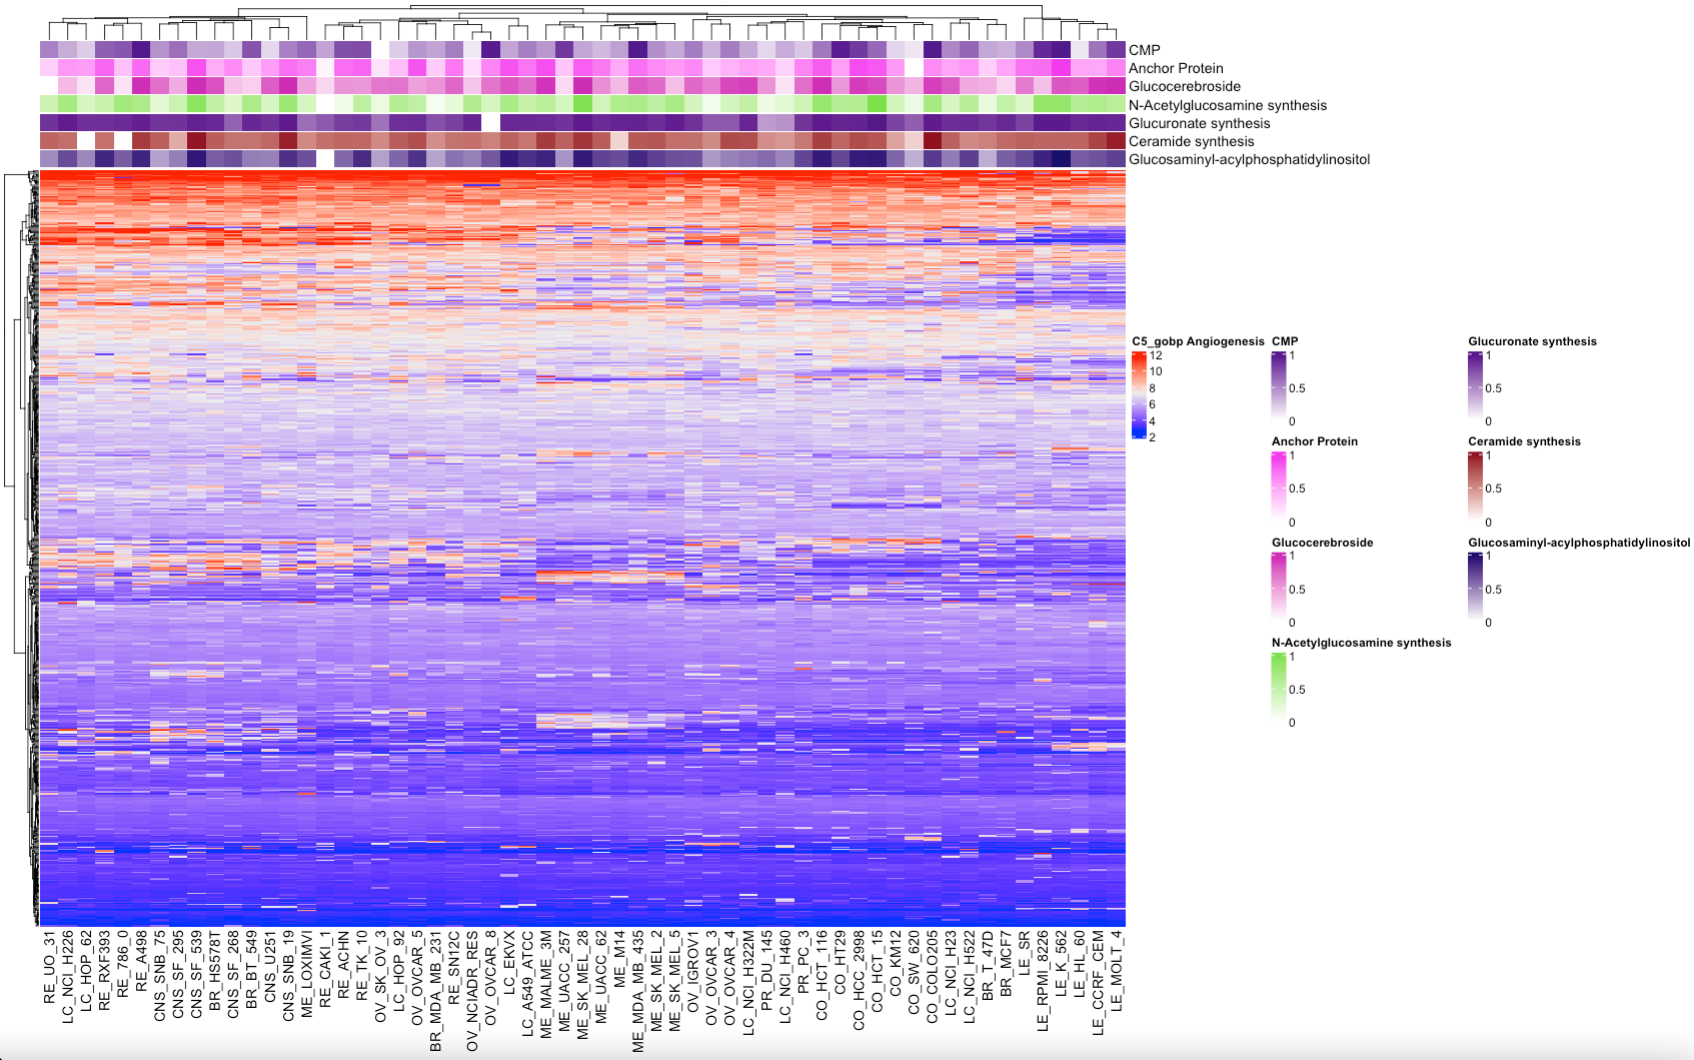 CMP
Anchor Protein
Glucocerebroside
N-Acetylglucosamine synthesis
Glucuronate synthesis
Ceramide synthesis
Glucosaminyl-acylphosphatidylinositol
C5_gobp Angiogenesis
12
10
8
6
4
2
CMP
1
0.5
0
Glucuronate synthesis
1
0.5
0
Anchor Protein
1
0.5
0
Ceramide synthesis
1
0.5
0
Glucocerebroside
1
0.5
0
Glucosaminyl-acylphosphatidylinositol
1
0.5
0
N-Acetylglucosamine synthesis
1
0.5
0
RE_UO_31
LC_NCI_H226
LC_HOP_62
RE_RXF393
RE_786_0
RE_A498
CNS_SNB_75
CNS_SF_295
CNS_SF_539
BR_HS578T
CNS_SF_268
BR_BT_549
CNS_U251
CNS_SNB_19
ME_LOXIMVI
RE_CAKI_1
RE_ACHN
RE_TK_10
OV_SK_OV_3
LC_HOP_92
OV_OVCAR_5
BR_MDA_MB_231
RE_SN12C
OV_NCIADR_RES
OV_OVCAR_8
LC_EKVX
LC_A549_ATCC
ME_MALME_3M
ME_UACC_257
ME_SK_MEL_28
ME_UACC_62
ME_M14
ME_MDA_MB_435
ME_SK_MEL_2
ME_SK_MEL_5
OV_IGROV1
OV_OVCAR_3
OV_OVCAR_4
LC_NCI_H322M
PR_DU_145
LC_NCI_H460
PR_PC_3
CO_HCT_116
CO_HT29
CO_HCC_2998
CO_HCT_15
CO_KM12
CO_SW_620
CO_COLO205
LC_NCI_H23
LC_NCI_H522
BR_T_47D
BR_MCF7
LE_SR
LE_RPMI_8226
LE_K_562
LE_HL_60
LE_CCRF_CEM
LE_MOLT_4